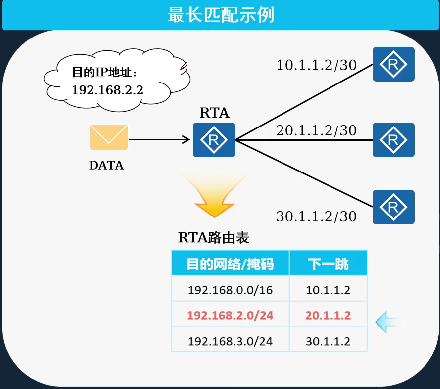 最长匹配示例
目的IP地址:
192.168.2.2
10.1.1.2/30
R
RTA
20.1.1.2/30
R
R
DATA
30.1.1.2/30
R
RTA路由表
目的网络/掩码 下一跳
192.168.0.0/16 10.1.1.2
192.168.2.0/24 20.1.1.2
192.168.3.0/24 30.1.1.2